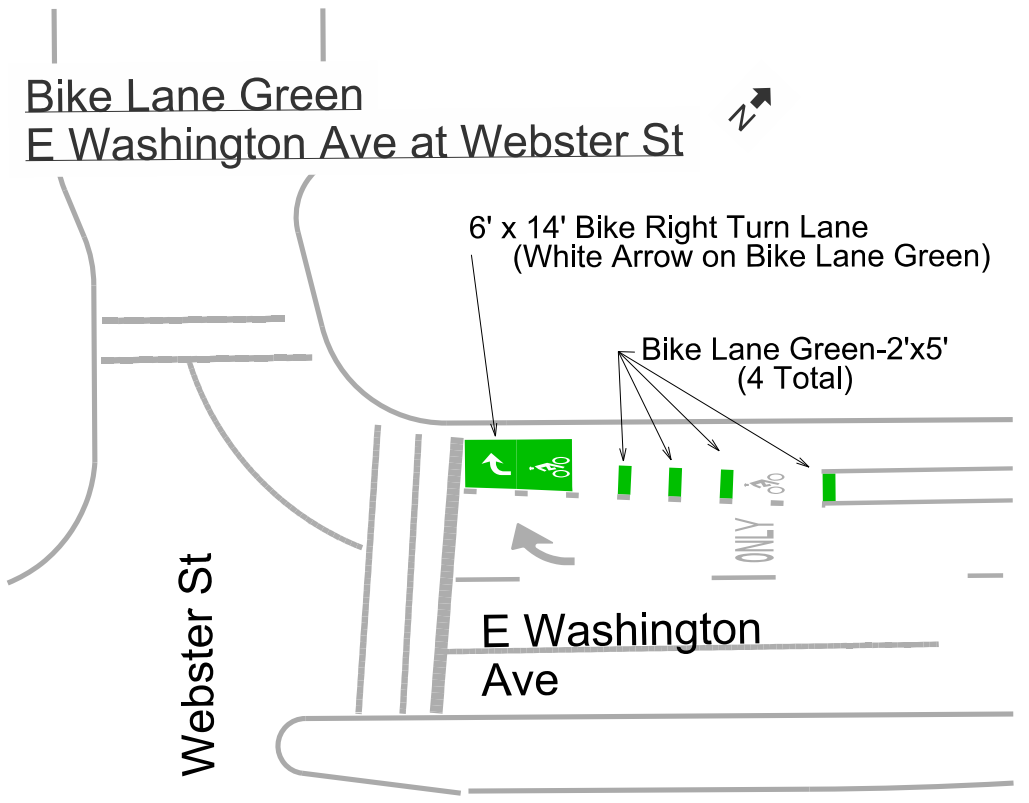 Bike Lane Green
E Washington Ave at Webster St
N
6' x 14' Bike Right Turn Lane
(White Arrow on Bike Lane Green)
Bike Lane Green-2'x5'
(4 Total)
ONLY
Webster St
E Washington
Ave